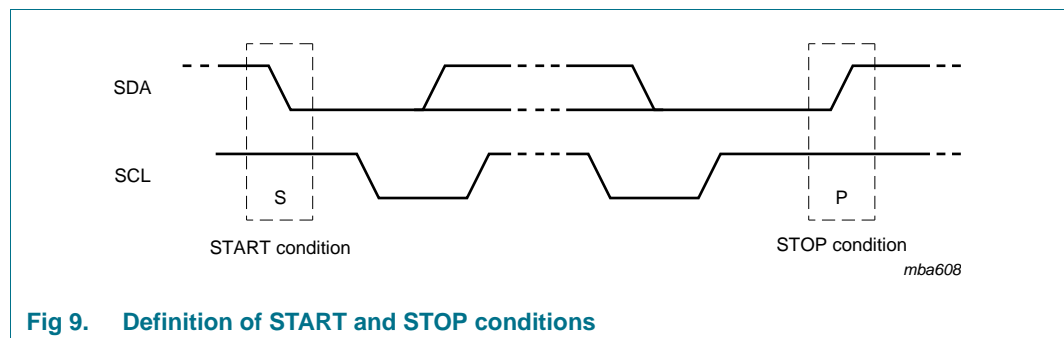 SDA
SCL
S
P
START condition
STOP condition
mba608
Fig 9. Definition of START and STOP conditions